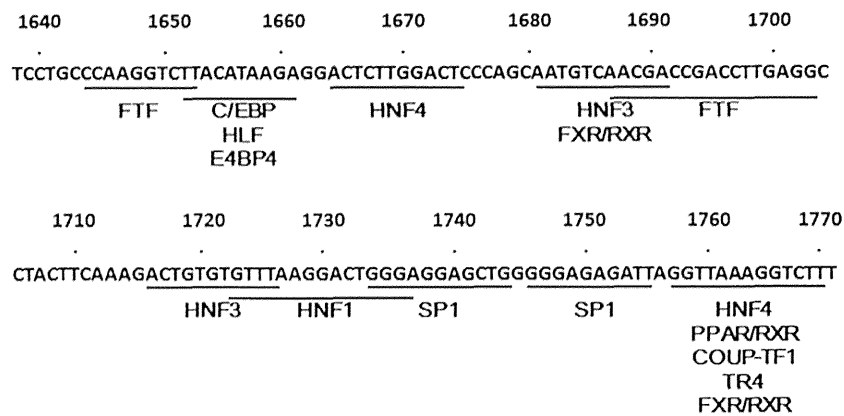 1640 1650 1660 1670 1680 1690 1700
TCCTGCCCAAGGTCTTACATAAGAGGACTCTTGGACTCCCAGCAATGTCAACGACCGACCTTGAGGC
FTF C/EBP HNF4 HNF3 FTF
HLF FXR/RXR
E4BP4
1710 1720 1730 1740 1750 1760 1770
CTACTTCAAAGACTGTGTGTTTAAGGACTGGGAGGAGCTGGGGGAGAGATTAGGTTAAAGGTCTTT
HNF3 HNF1 SP1 SP1 HNF4
PPAR/RXR
COUP-TF1
TR4
FXR/RXR